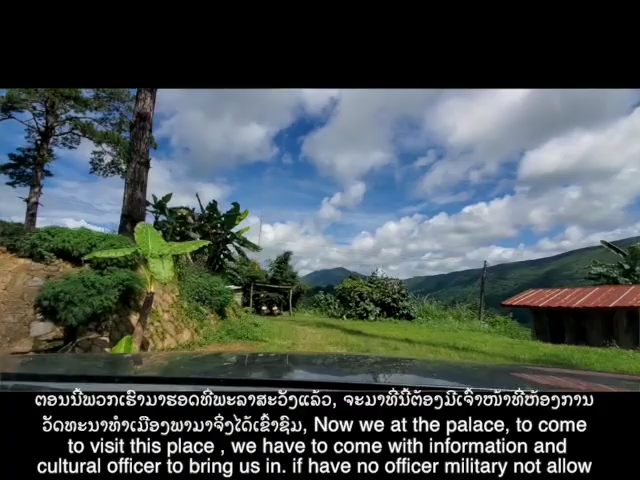 ຕອນນີ້ພວກເຮົາມາຮອດທີ່ພະລາສະວັງແລ້ວ, ຈະມາທີ່ນີ້ຕ້ອງມີເຈົ້າໜ້າທີ່ຫ້ອງການ
ວັດທະນາທຳເມືອງພາມາຈຶ່ງໄດ້ເຂົ້າຊົມ, Now we at the palace, to come
to visit this place , we have to come with information and
cultural officer to bring us in. if have no officer military not allow